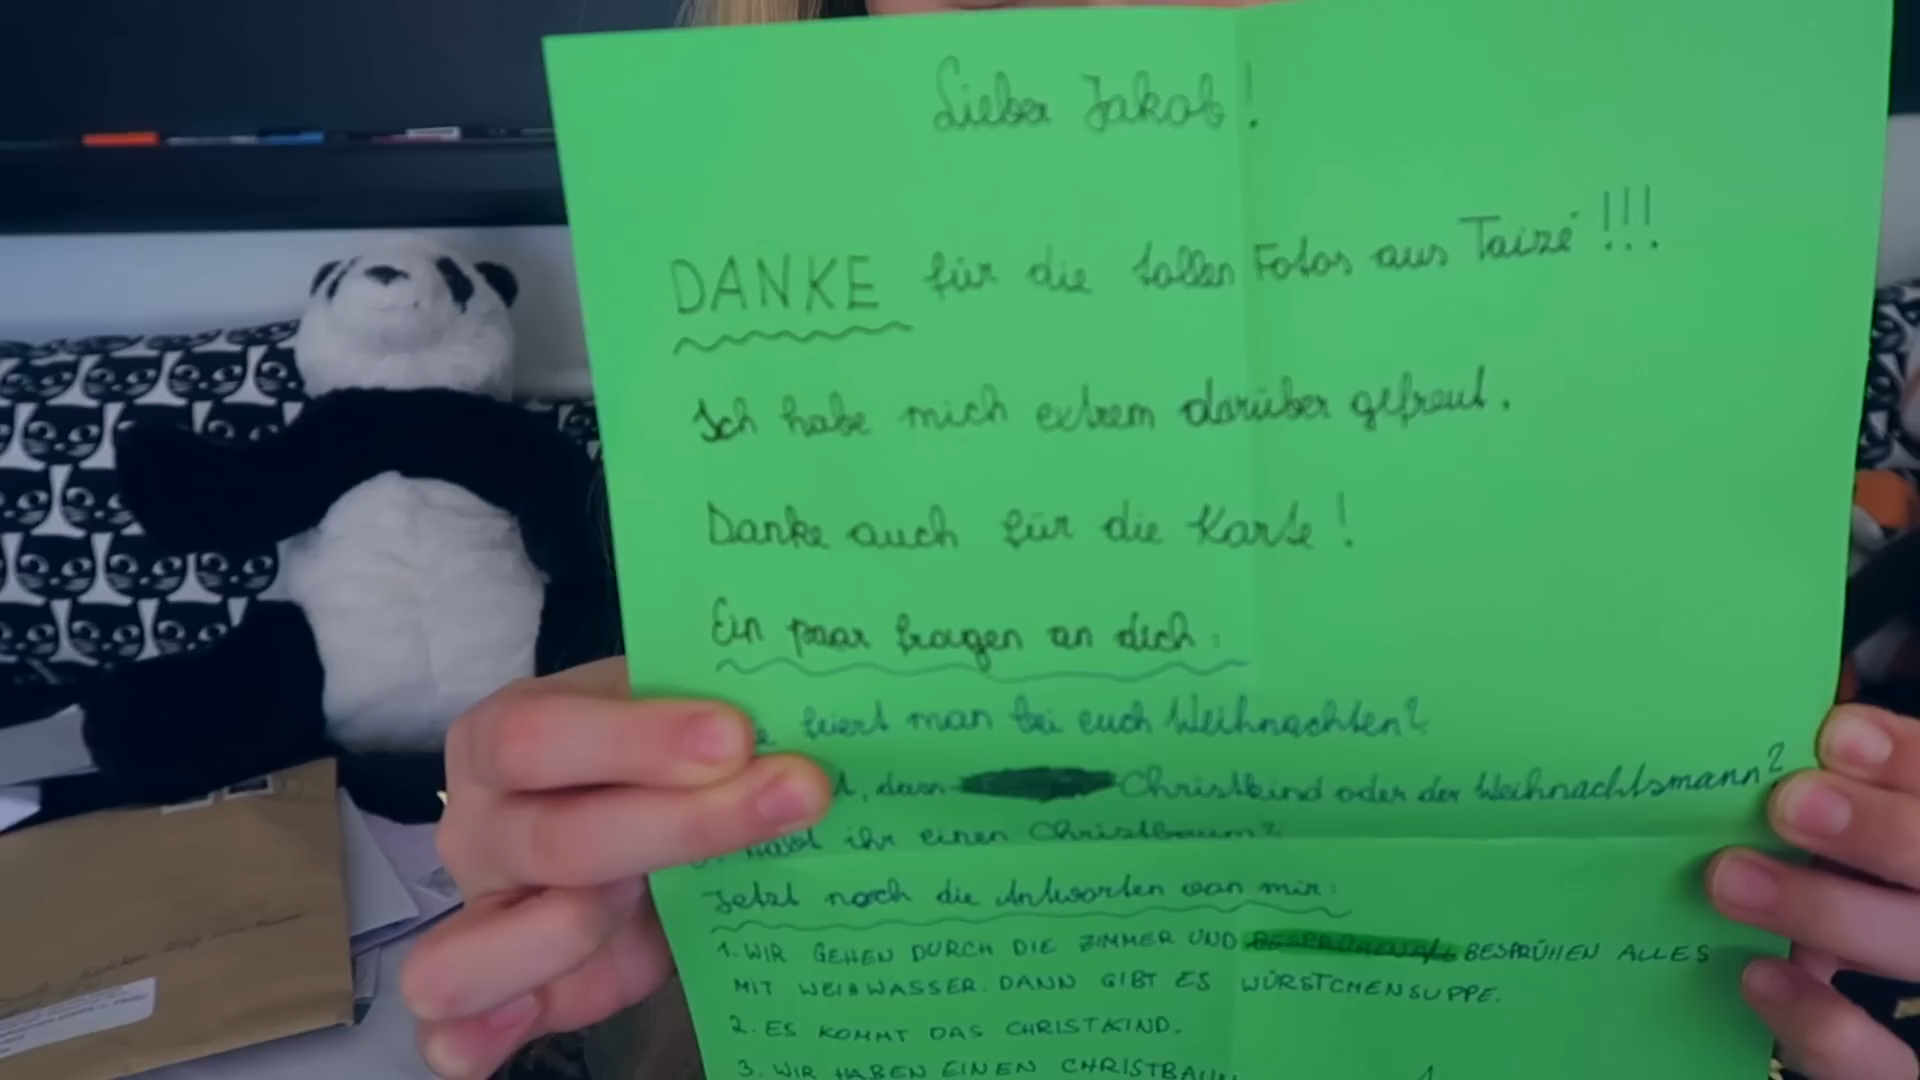 Lieber Jakob!
DANKE für die tollen Fotos aus Taizé!!!
Ich habe mich extrem darüber gefreut.
Danke auch für die Karte!
Ein paar fragen an dich:
feiert man bei euch Weihnachten?
Christkind oder der Weihnachtsmann?
habt ihr einen Christbaum?
Jetzt noch die Antworten von mir:
1. WIR GEHEN DURCH DIE ZIMMER UND BESPRÜHEN ALLES
MIT WEIHWASSER. DANN GIBT ES WÜRSTCHENSUPPE.
2. ES KOMMT DAS CHRISTKIND.
3. WIR HABEN EINEN CHRISTBAUM